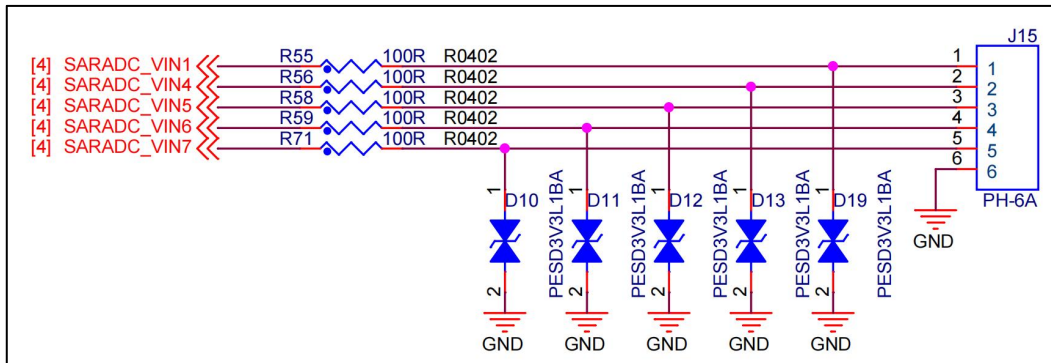 J15
[4] SARADC_VIN1 R55 100R R0402 1 1
[4] SARADC_VIN4 R56 100R R0402 2 2
[4] SARADC_VIN5 R58 100R R0402 3 3
[4] SARADC_VIN6 R59 100R R0402 4 4
[4] SARADC_VIN7 R71 100R R0402 5 5
6 6
PH-6A
GND
1 D10 PESD3V3L1BA 2
1 D11 PESD3V3L1BA 2
1 D12 PESD3V3L1BA 2
1 D13 PESD3V3L1BA 2
1 D19 PESD3V3L1BA 2
GND GND GND GND GND